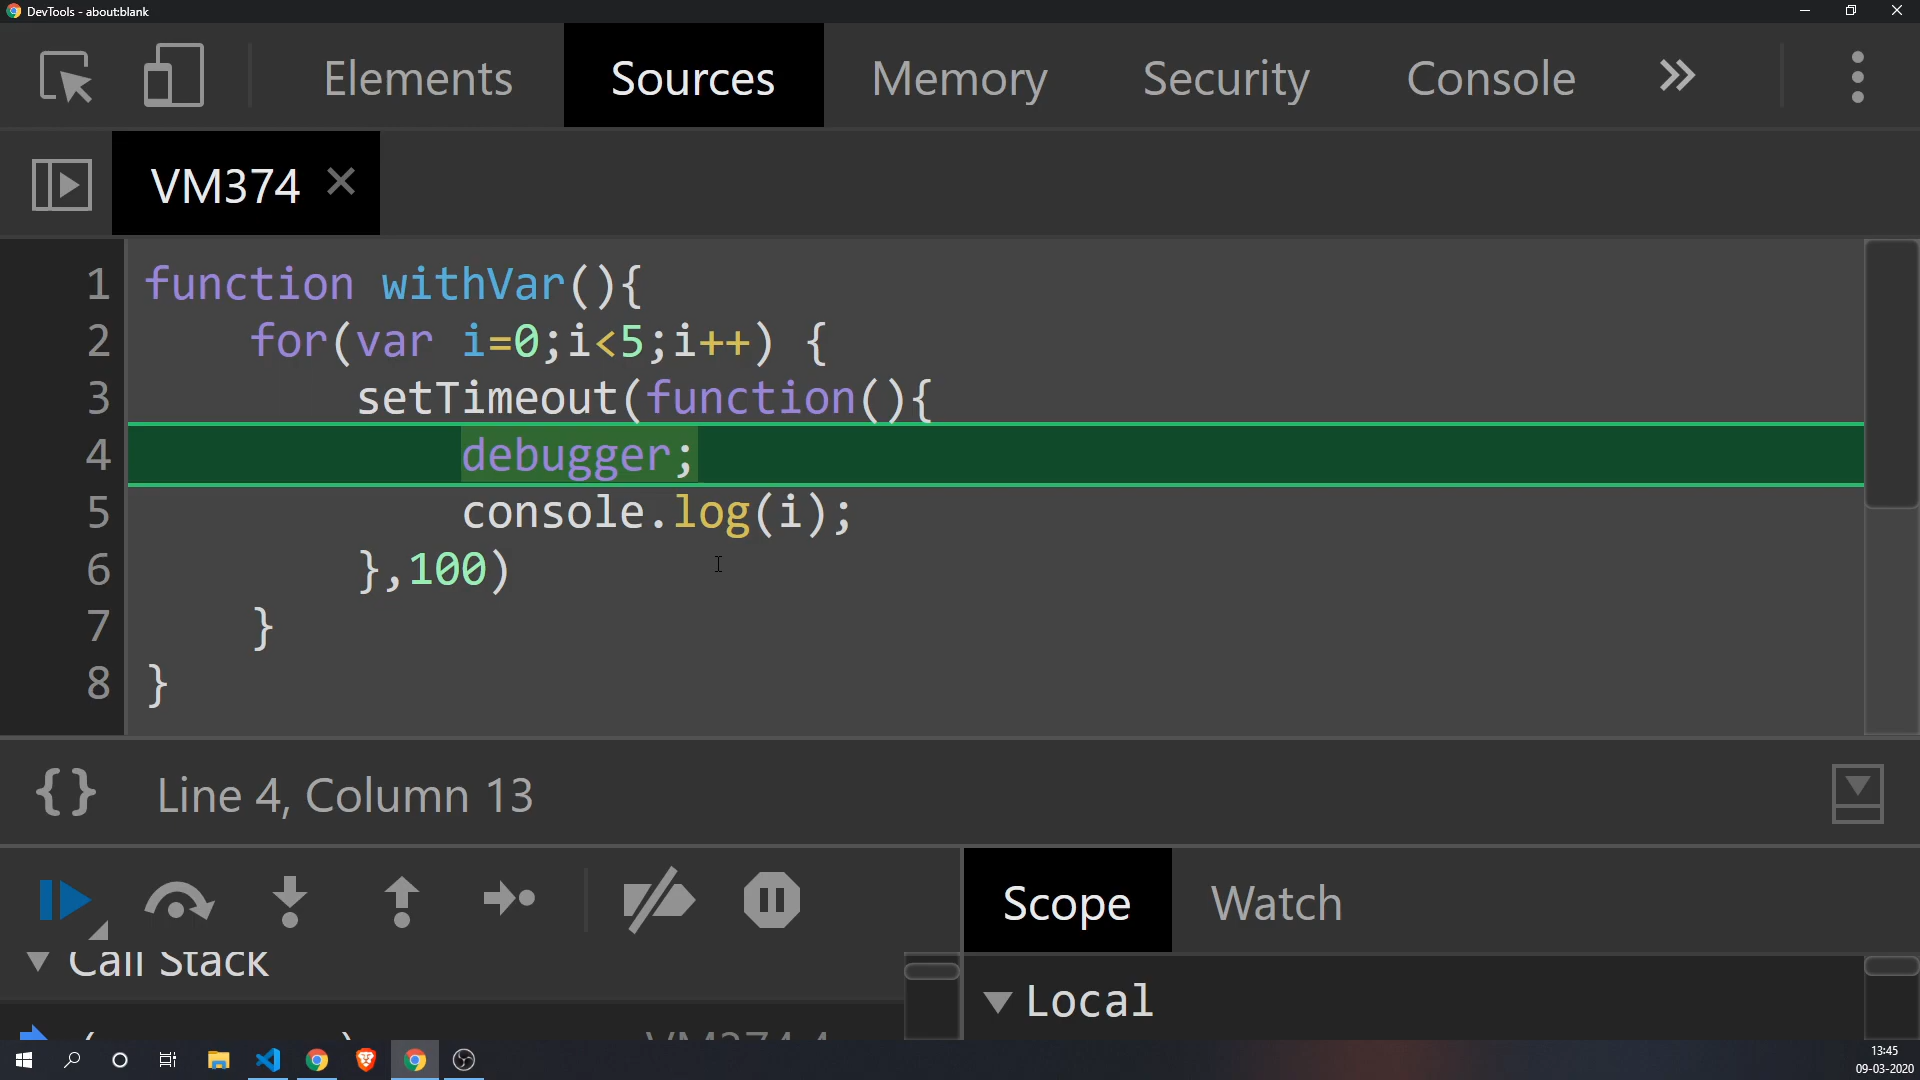 DevTools - about:blank
Elements Sources Memory Security Console
VM374
1 function withVar(){
2 for(var i=0;i<5;i++) {
3 setTimeout(function(){
4 debugger;
5 console.log(i);
6 },100)
7 }
8 }
{} Line 4, Column 13
Scope Watch
Call Stack
Local
13:45
09-03-2020